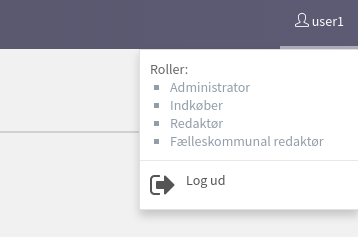 user1
Roller:
Administrator
Indkøber
Redaktør
Fælleskommunal redaktør
Log ud